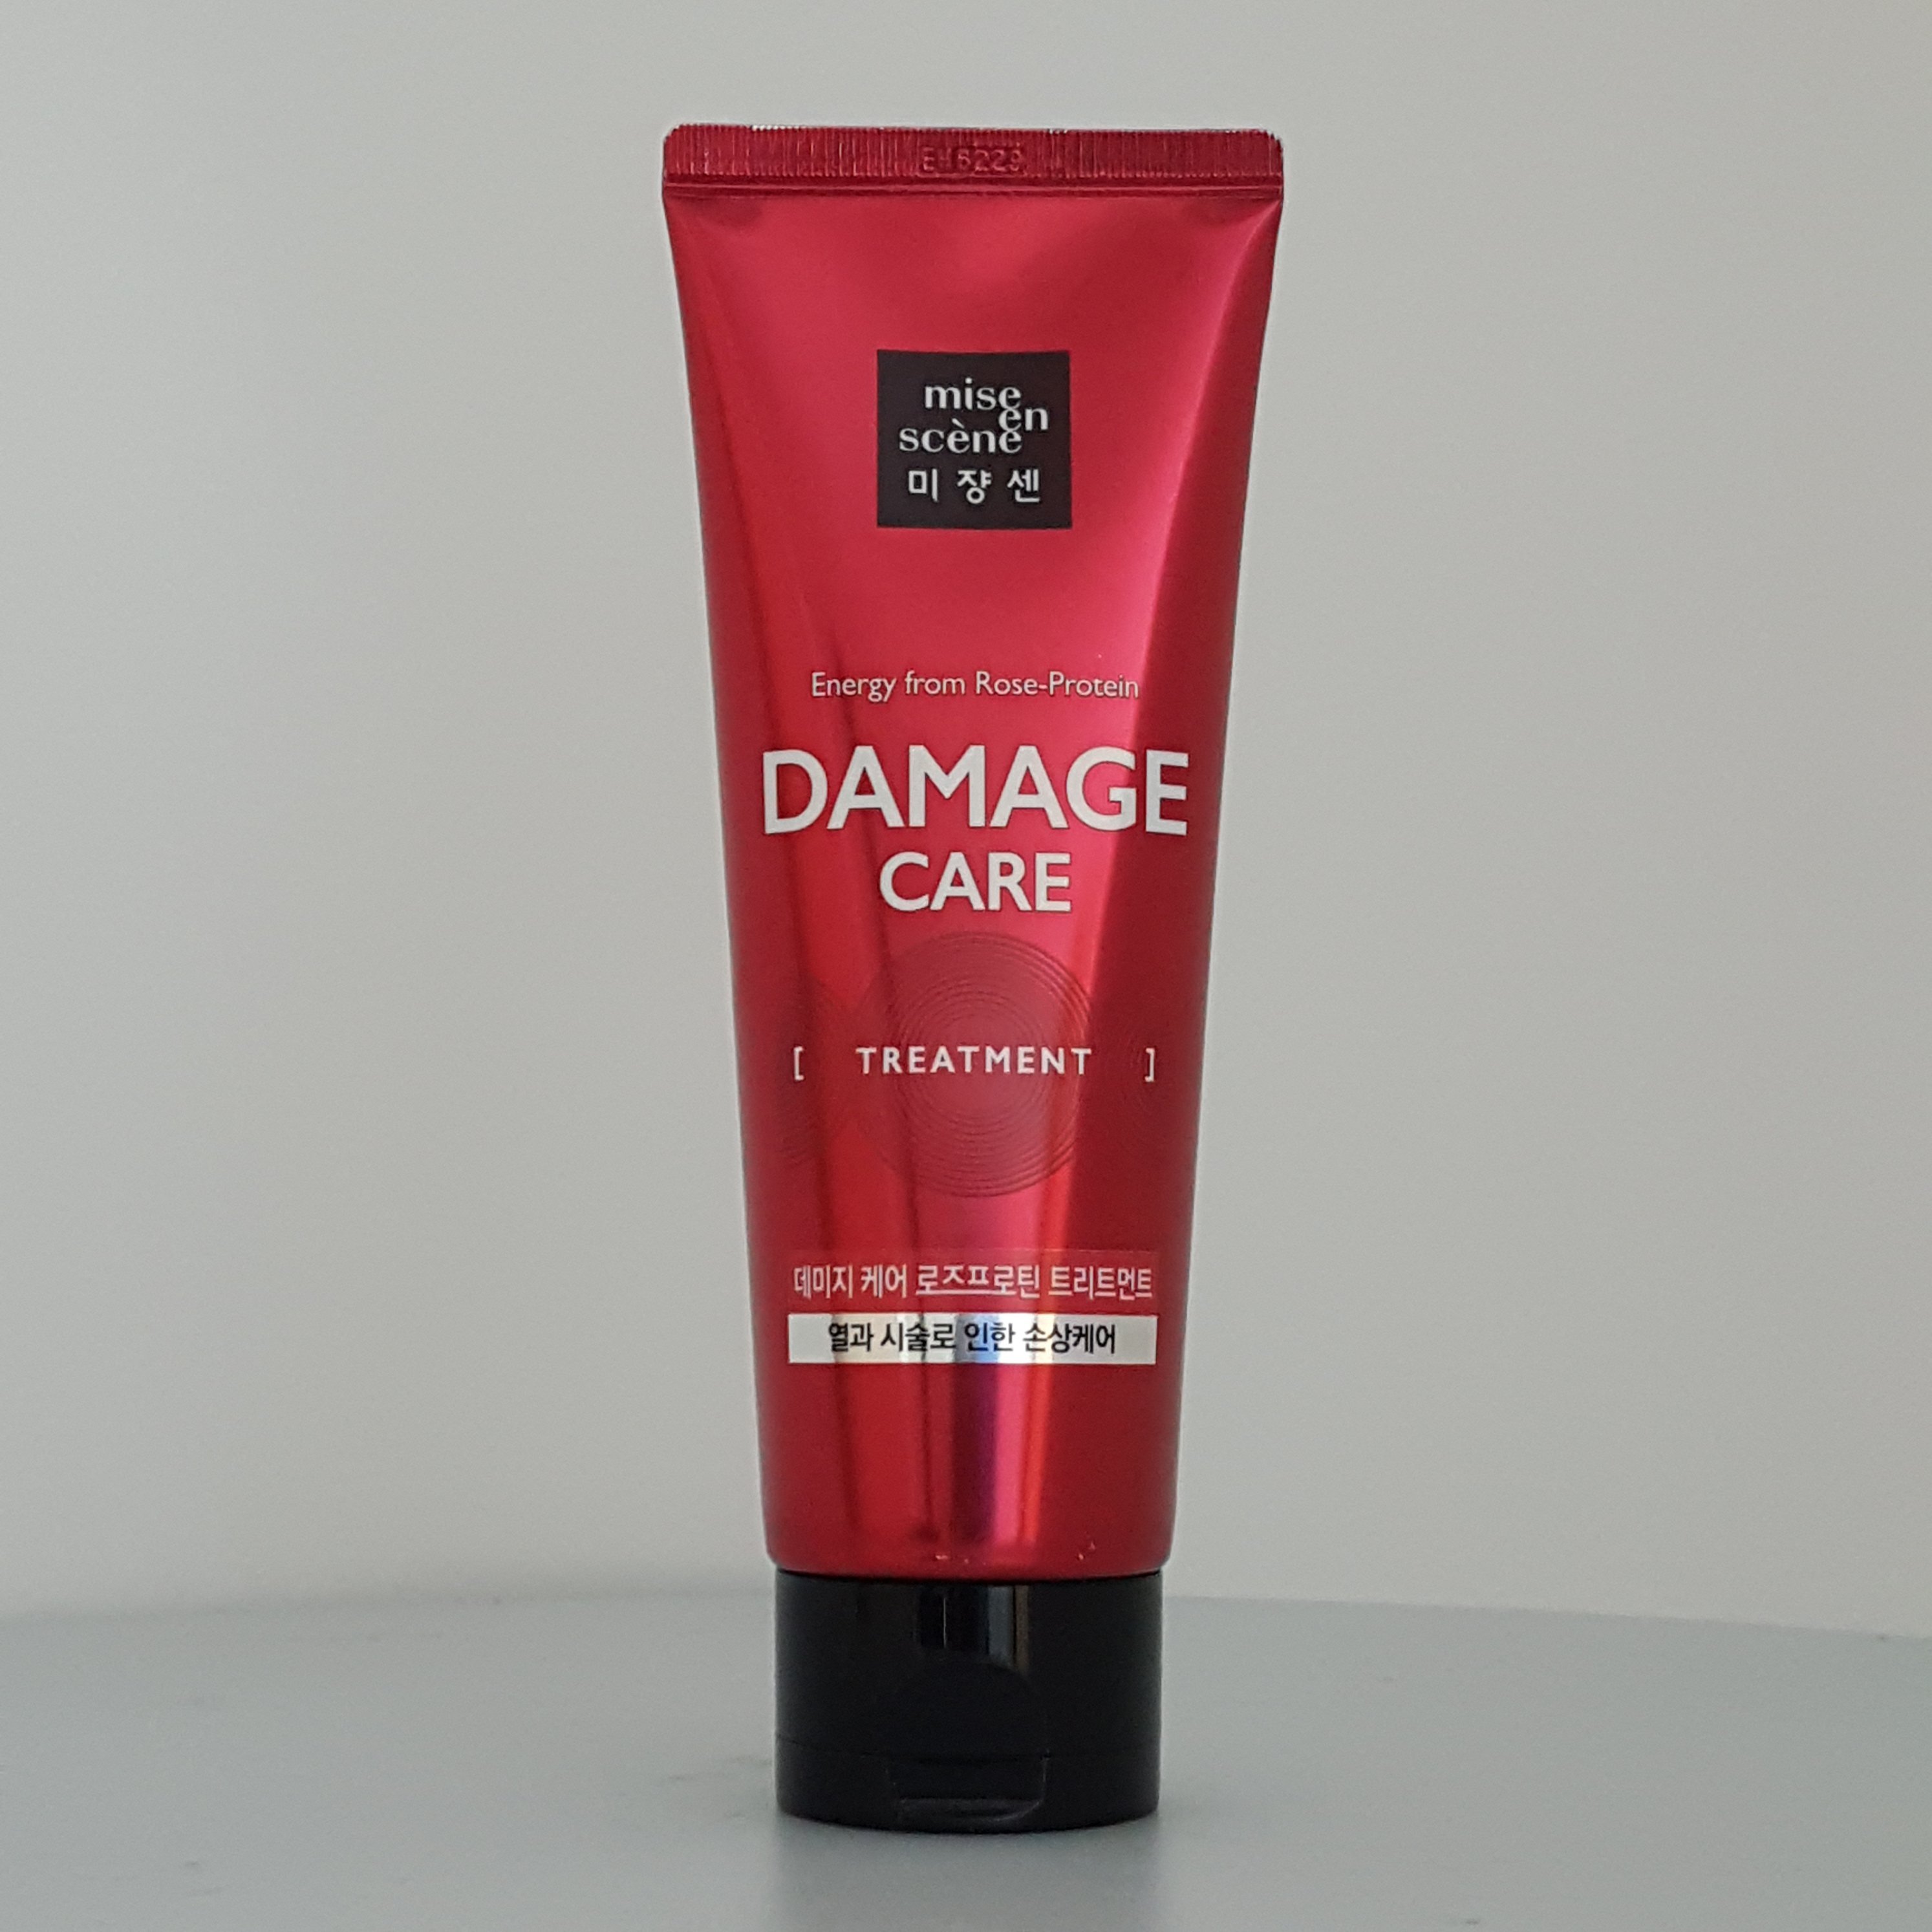 mise
en
scène
미쟝센
Energy from Rose-Protein
DAMAGE
CARE
[ TREATMENT ]
데미지 케어 로즈프로틴 트리트먼트
열과 시술로 인한 손상케어